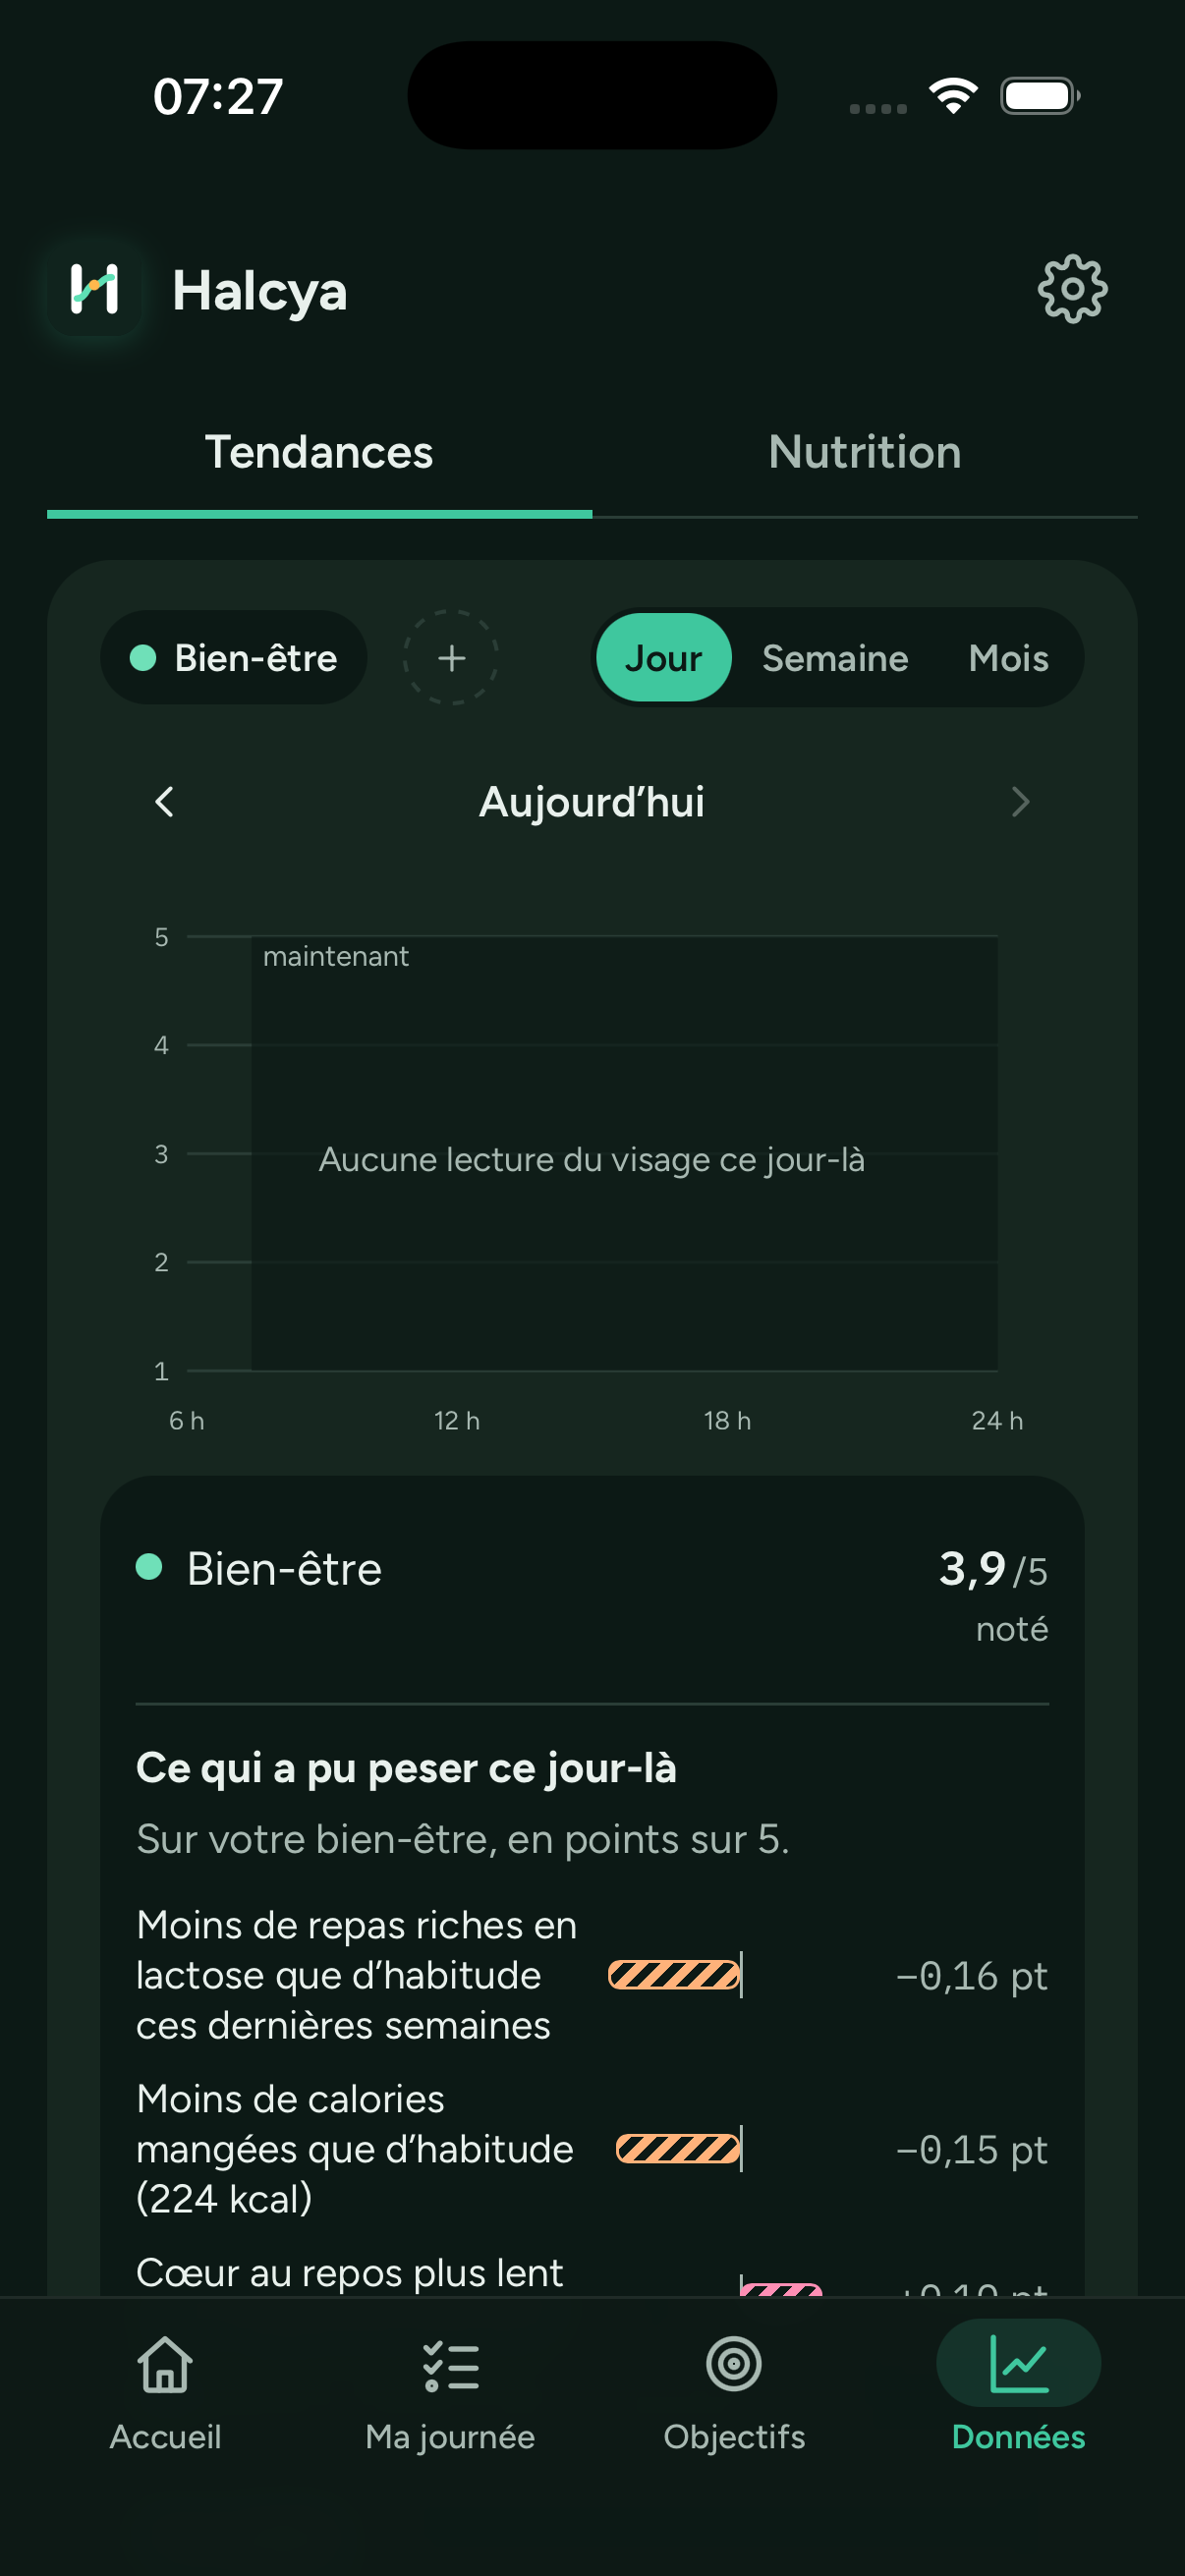 07:27
Halcya
Tendances
Nutrition
Bien-être
+
Jour
Semaine
Mois
Aujourd’hui
5
maintenant
4
3
Aucune lecture du visage ce jour-là
2
1
6 h
12 h
18 h
24 h
Bien-être
3,9/5
noté
Ce qui a pu peser ce jour-là
Sur votre bien-être, en points sur 5.
Moins de repas riches en
lactose que d’habitude
ces dernières semaines
−0,16 pt
Moins de calories
mangées que d’habitude
(224 kcal)
−0,15 pt
Cœur au repos plus lent
Accueil
Ma journée
Objectifs
Données